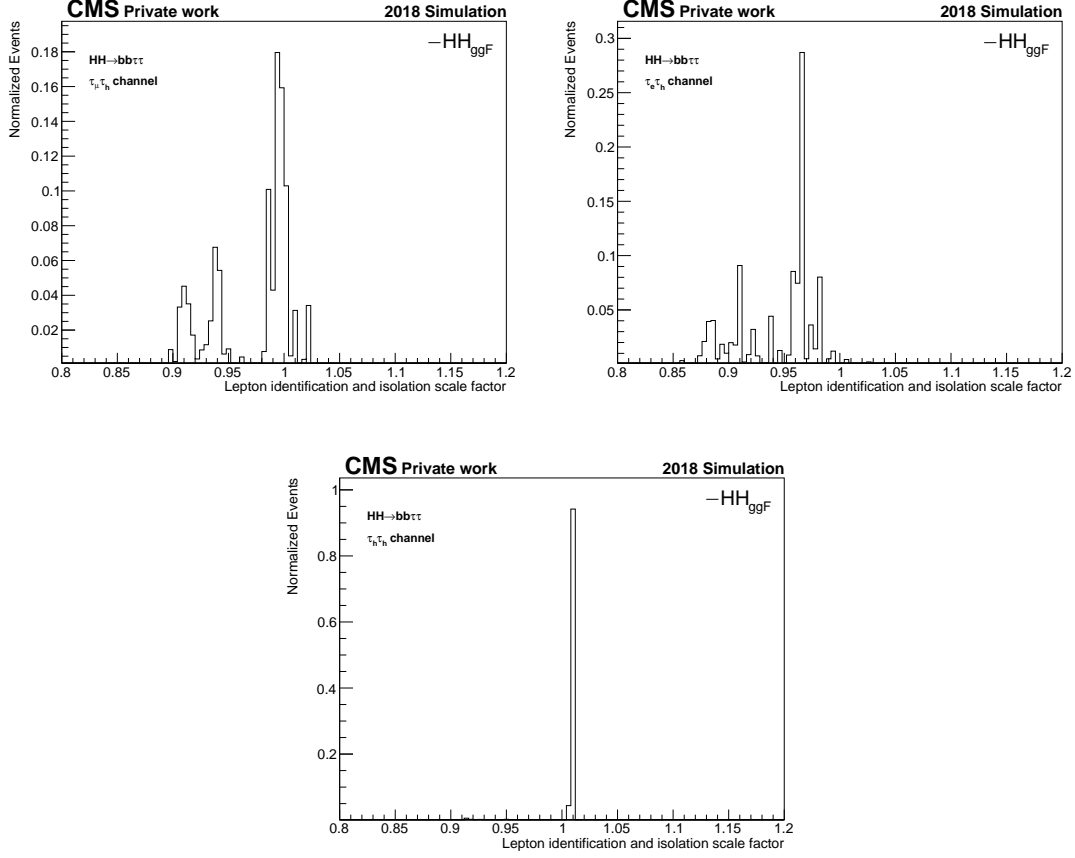 CMS Private work 2018 Simulation
Normalized Events
HH→bbττ
τμτh channel
—HHggF
0.18
0.16
0.14
0.12
0.1
0.08
0.06
0.04
0.02
0.8 0.85 0.9 0.95 1 1.05 1.1 1.15 1.2
Lepton identification and isolation scale factor
CMS Private work 2018 Simulation
Normalized Events
HH→bbττ
τeτh channel
—HHggF
0.3
0.25
0.2
0.15
0.1
0.05
0.8 0.85 0.9 0.95 1 1.05 1.1 1.15 1.2
Lepton identification and isolation scale factor
CMS Private work 2018 Simulation
Normalized Events
HH→bbττ
τhτh channel
—HHggF
1
0.8
0.6
0.4
0.2
0.8 0.85 0.9 0.95 1 1.05 1.1 1.15 1.2
Lepton identification and isolation scale factor